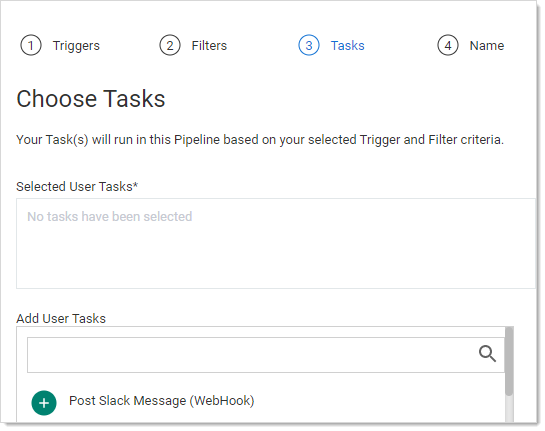 1 Triggers 2 Filters 3 Tasks 4 Name
Choose Tasks
Your Task(s) will run in this Pipeline based on your selected Trigger and Filter criteria.
Selected User Tasks*
No tasks have been selected
Add User Tasks
Post Slack Message (WebHook)